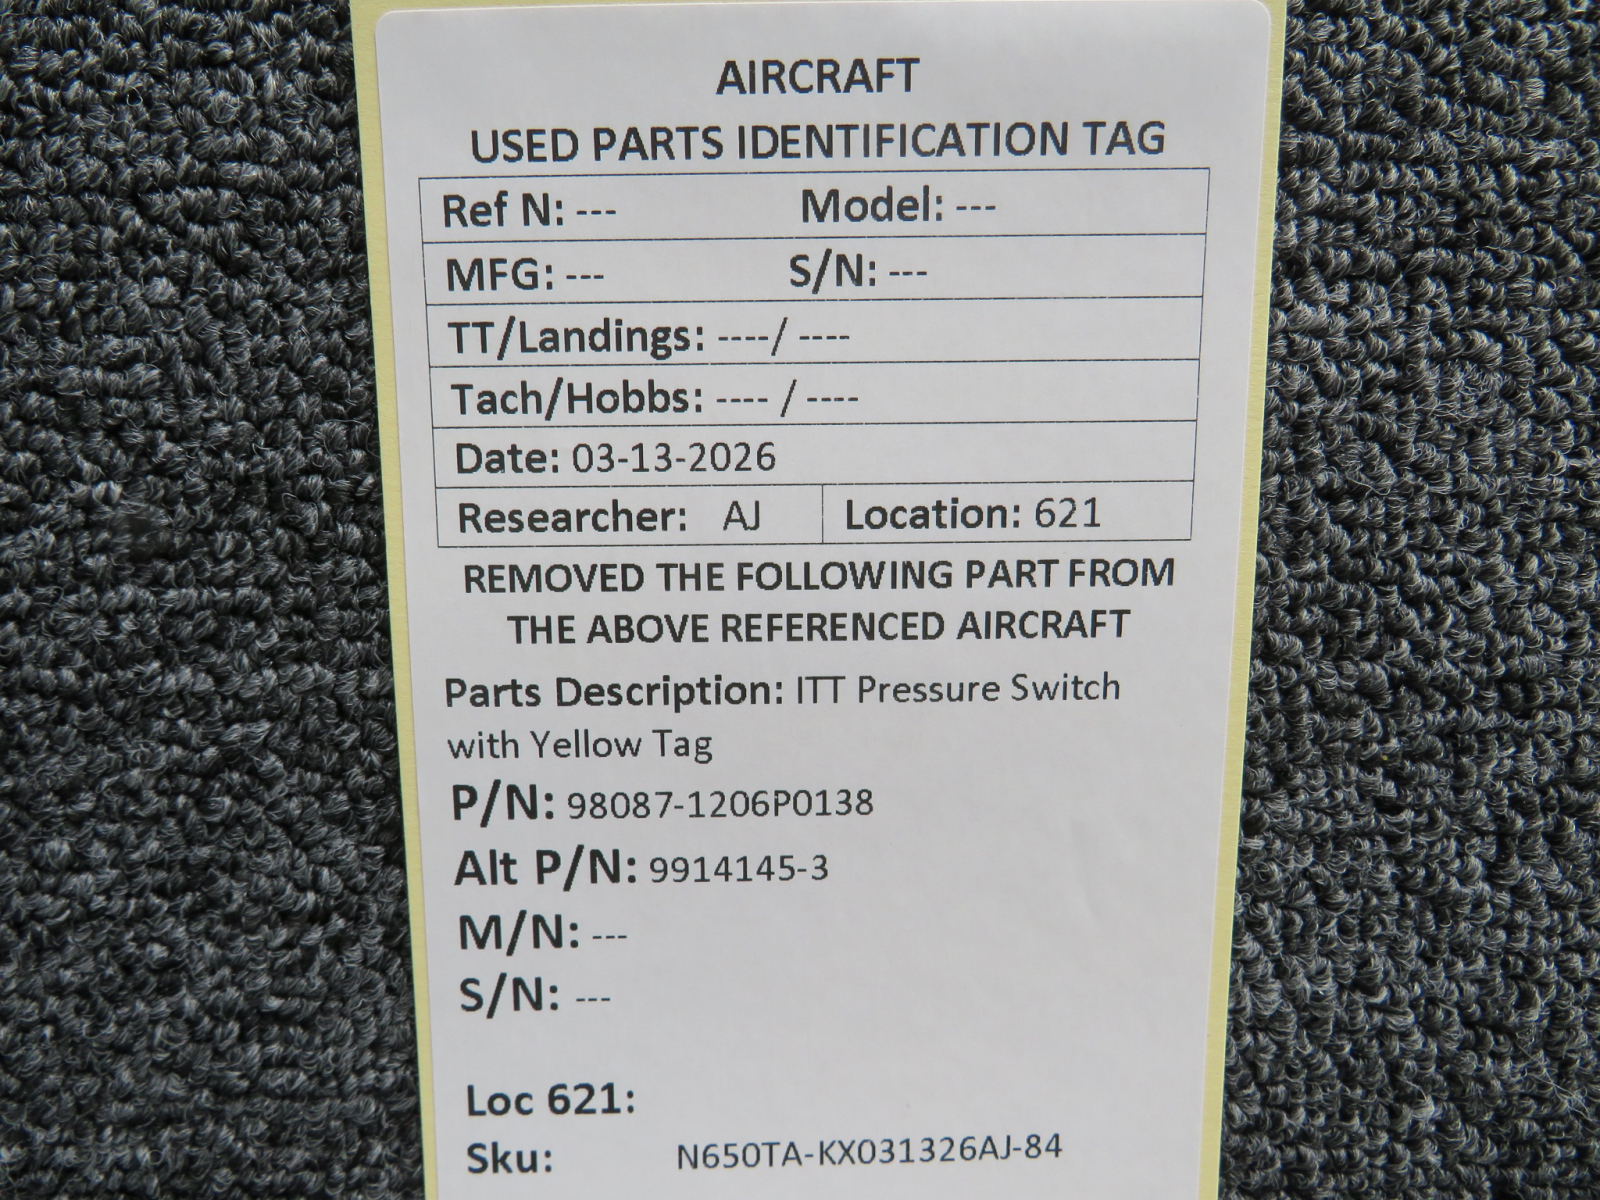 AIRCRAFT
USED PARTS IDENTIFICATION TAG
Ref N: --- Model: ---
MFG: --- S/N: ---
TT/Landings: ----/ ----
Tach/Hobbs: ---- / ----
Date: 03-13-2026
Researcher: AJ Location: 621
REMOVED THE FOLLOWING PART FROM
THE ABOVE REFERENCED AIRCRAFT
Parts Description: ITT Pressure Switch
with Yellow Tag
P/N: 98087-1206P0138
Alt P/N: 9914145-3
M/N: ---
S/N: ---
Loc 621:
Sku: N650TA-KX031326AJ-84